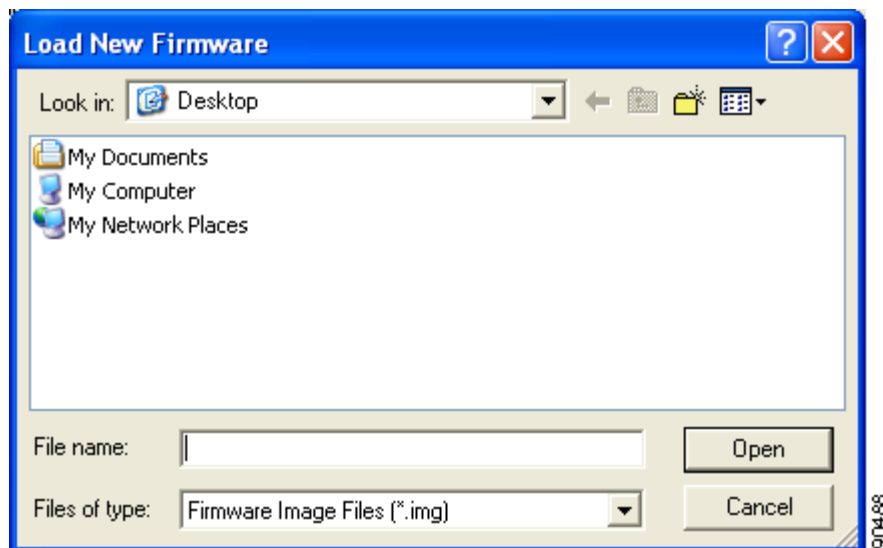 Load New Firmware
Look in: Desktop
My Documents
My Computer
My Network Places
File name: Open
Files of type: Firmware Image Files (*.img) Cancel
90488